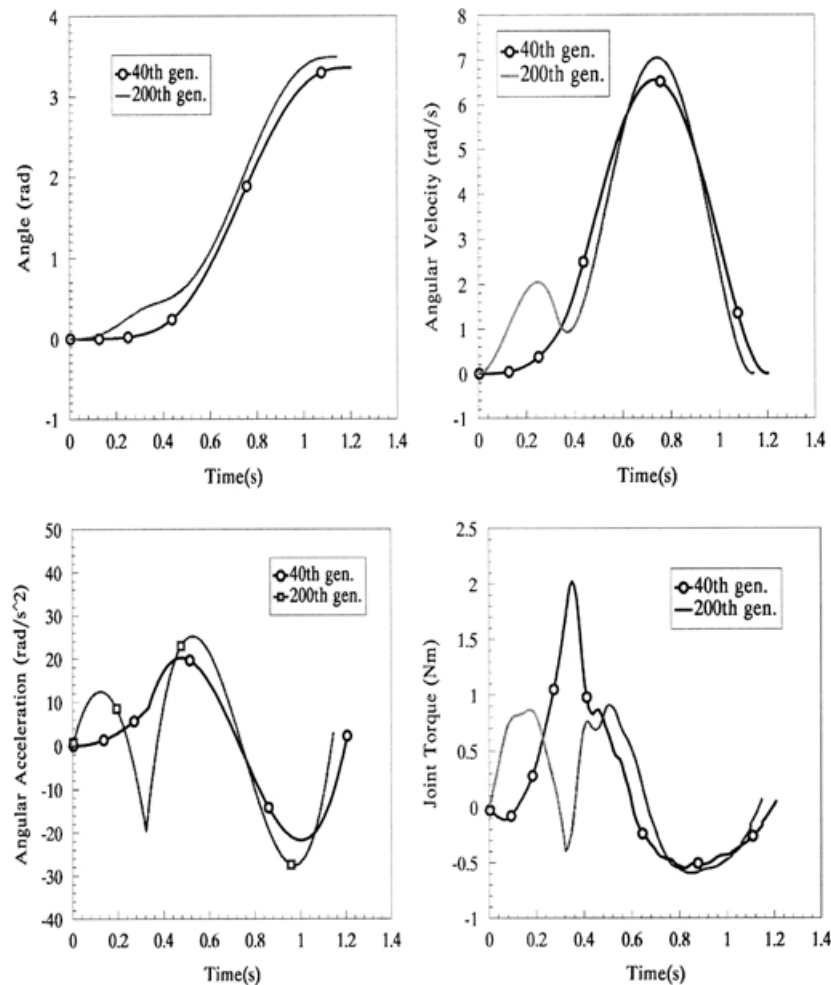 4
3
2
1
0
-1
Angle (rad)
40th gen.
200th gen.
0 0.2 0.4 0.6 0.8 1 1.2 1.4
Time(s)
8
7
6
5
4
3
2
1
0
-1
Angular Velocity (rad/s)
40th gen.
200th gen.
0 0.2 0.4 0.6 0.8 1 1.2 1.4
Time(s)
50
40
30
20
10
0
-10
-20
-30
-40
Angular Acceleration (rad/s^2)
40th gen.
200th gen.
0 0.2 0.4 0.6 0.8 1 1.2 1.4
Time(s)
2.5
2
1.5
1
0.5
0
-0.5
-1
Joint Torque (Nm)
40th gen.
200th gen.
0 0.2 0.4 0.6 0.8 1 1.2 1.4
Time(s)